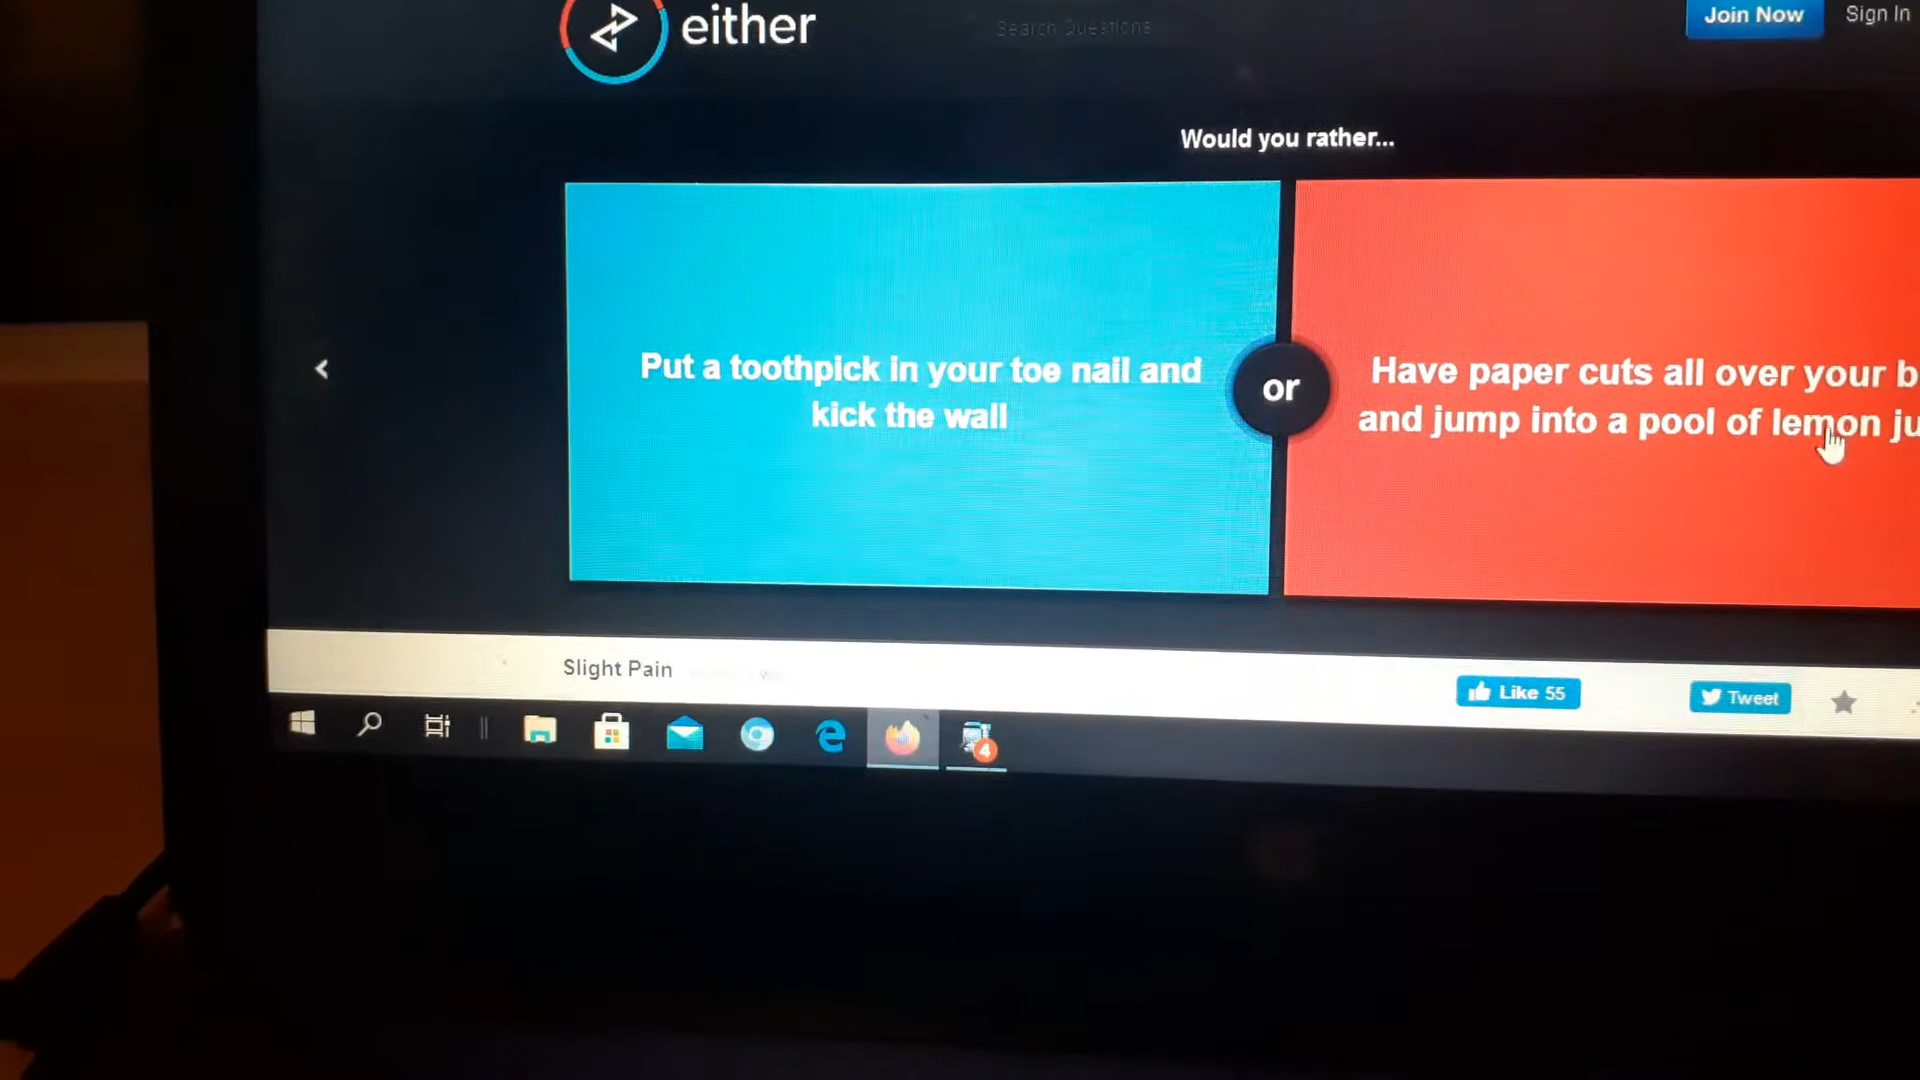 either
Search Questions
Join Now
Sign In
Would you rather...
Put a toothpick in your toe nail and
kick the wall
or
Have paper cuts all over your b
and jump into a pool of lemon ju
Slight Pain
Like 55
Tweet
4